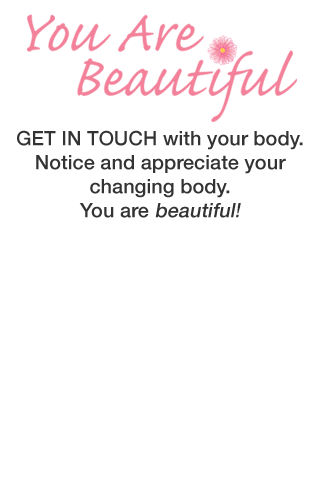 You Are
Beautiful
GET IN TOUCH with your body.
Notice and appreciate your
changing body.
You are beautiful!